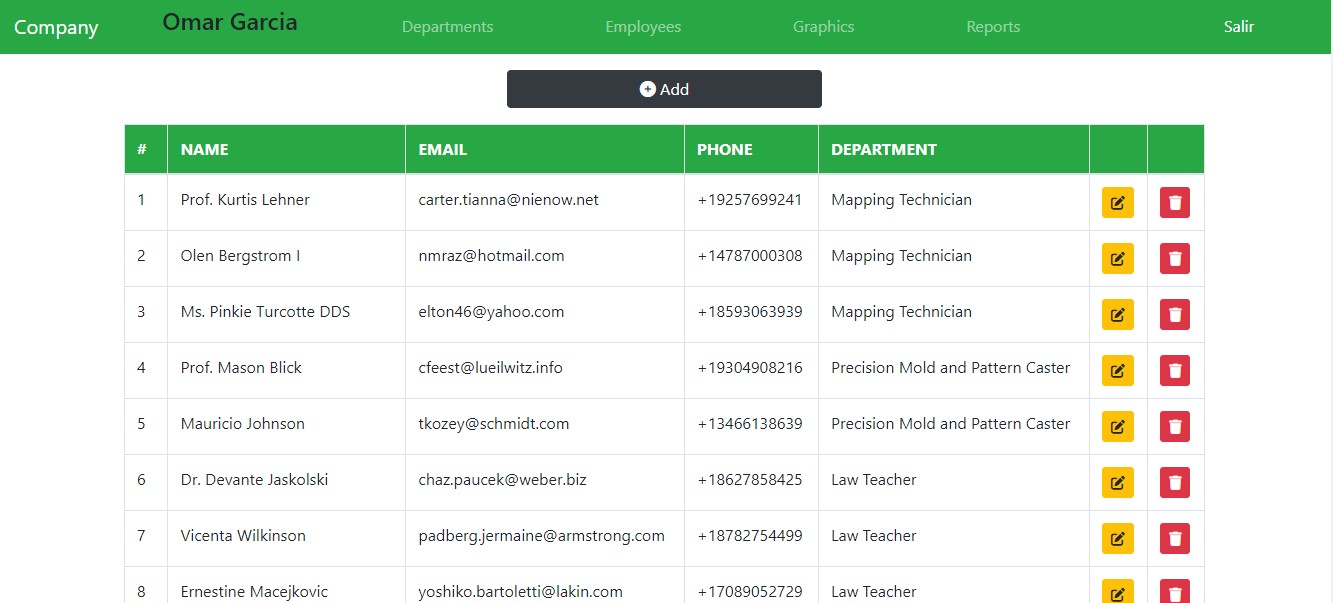 Company Omar Garcia Departments Employees Graphics Reports Salir
Add
# NAME EMAIL PHONE DEPARTMENT
1 Prof. Kurtis Lehner carter.tianna@nienow.net +19257699241 Mapping Technician
2 Olen Bergstrom I nmraz@hotmail.com +14787000308 Mapping Technician
3 Ms. Pinkie Turcotte DDS elton46@yahoo.com +18593063939 Mapping Technician
4 Prof. Mason Blick cfeest@lueilwitz.info +19304908216 Precision Mold and Pattern Caster
5 Mauricio Johnson tkozey@schmidt.com +13466138639 Precision Mold and Pattern Caster
6 Dr. Devante Jaskolski chaz.paucek@weber.biz +18627858425 Law Teacher
7 Vicenta Wilkinson padberg.jermaine@armstrong.com +18782754499 Law Teacher
8 Ernestine Macejkovic yoshiko.bartoletti@lakin.com +17089052729 Law Teacher